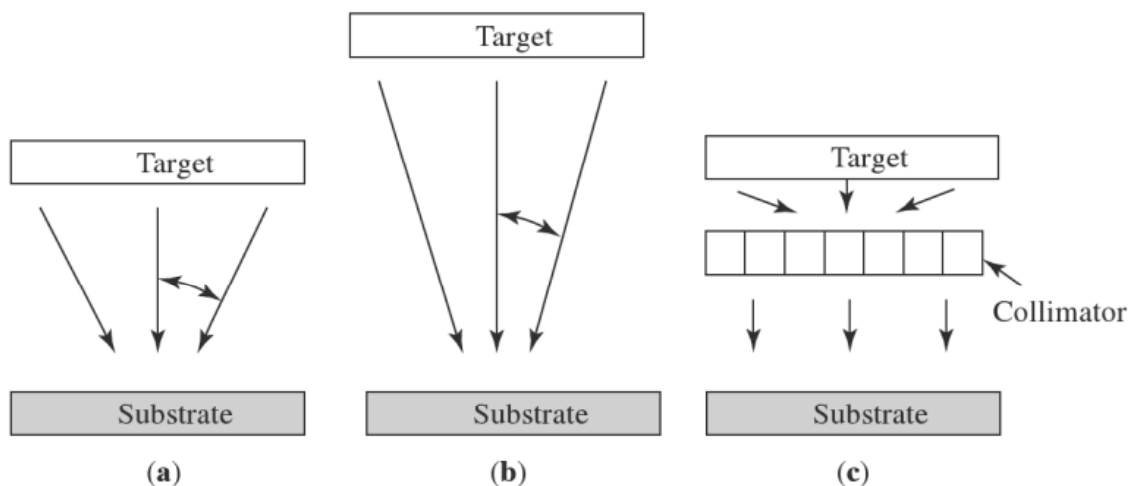 Target
Target
Target
Collimator
Substrate
Substrate
Substrate
(a)
(b)
(c)